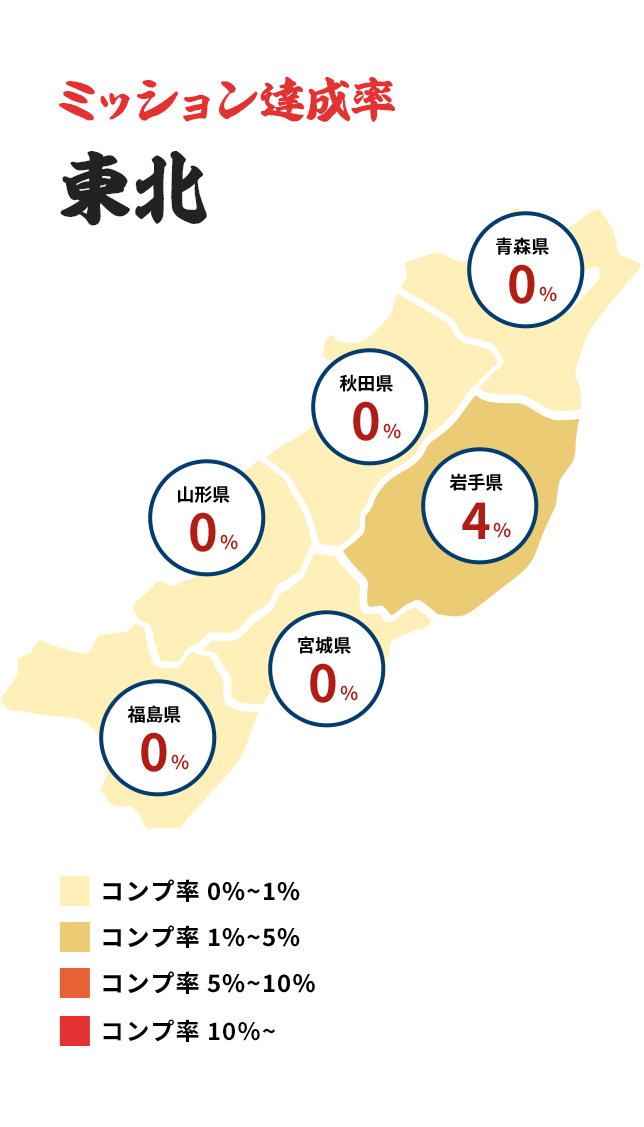 ミッション達成率
東北
青森県
0%
秋田県
0%
岩手県
4%
山形県
0%
宮城県
0%
福島県
0%
コンプ率 0%~1%
コンプ率 1%~5%
コンプ率 5%~10%
コンプ率 10%~